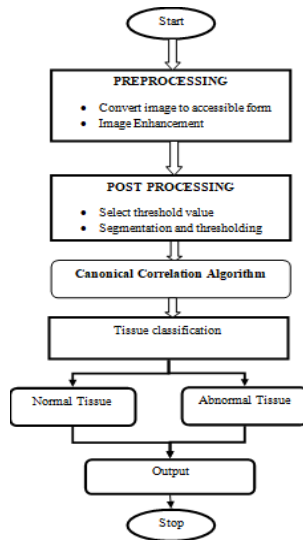 Start
PREPROCESSING
• Convert image to accessible form
• Image Enhancement
POST PROCESSING
• Select threshold value
• Segmentation and thresholding
Canonical Correlation Algorithm
Tissue classification
Normal Tissue
Abnormal Tissue
Output
Stop